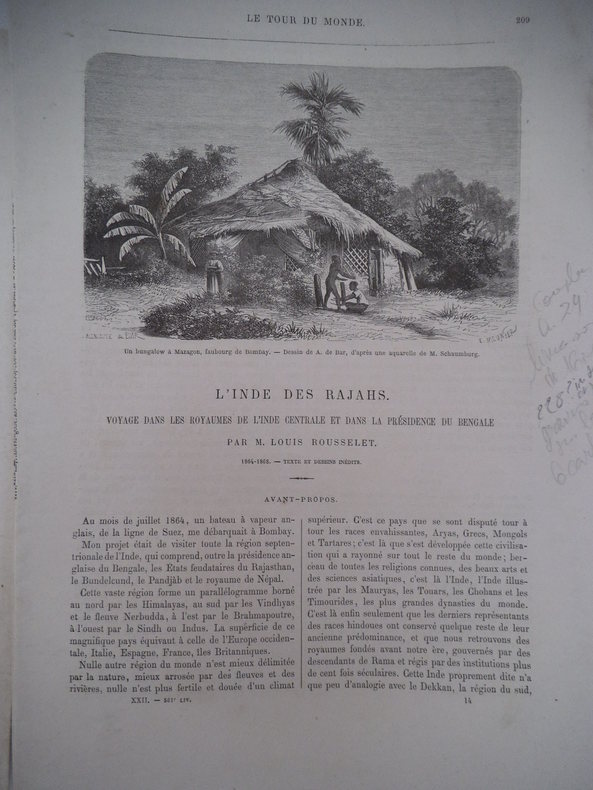 LE TOUR DU MONDE.
209
Un bungalow à Mazagon, faubourg de Bombay. — Dessin de A. de Bar, d'après une aquarelle de M. Schaumburg.
L'INDE DES RAJAHS.
VOYAGE DANS LES ROYAUMES DE L'INDE CENTRALE ET DANS LA PRÉSIDENCE DU BENGALE
PAR M. LOUIS ROUSSELET.
1864-1868. — TEXTE ET DESSINS INÉDITS.
AVANT-PROPOS.
Au mois de juillet 1864, un bateau à vapeur an-
glais, de la ligne de Suez, me débarquait à Bombay.
Mon projet était de visiter toute la région septen-
trionale de l'Inde, qui comprend, outre la présidence an-
glaise du Bengale, les États feudataires du Rajasthan,
le Bundelcund, le Pandjâb et le royaume de Népal.
Cette vaste région forme un parallélogramme borné
au nord par les Himalayas, au sud par les Vindhyas
et le fleuve Nerbudda, à l'est par le Brahmapoutre,
à l'ouest par le Sindh ou Indus. La superficie de ce
magnifique pays équivant à celle de l'Europe occiden-
tale, Italie, Espagne, France, îles Britanniques.
Nulle autre région du monde n'est mieux délimitée
par la nature, mieux arrosée par des fleuves et des
rivières, nulle n'est plus fertile et douée d'un climat
supérieur. C'est ce pays que se sont disputé tour à
tour les races envahissantes, Aryas, Grecs, Mongols
et Tartares; c'est là que s'est développée cette civilisa-
tion qui a rayonné sur tout le reste du monde; ber-
ceau de toutes les religions connues, des beaux arts et
des sciences asiatiques, c'est là l'Inde, l'Inde illus-
trée par les Mauryas, les Touars, les Chohans et les
Timourides, les plus grandes dynasties du monde.
C'est là enfin seulement que les derniers représentants
des races hindoues ont conservé quelque reste de leur
ancienne prédominance, et que nous retrouvons des
royaumes fondés avant notre ère, gouvernés par des
descendants de Rama et régis par des institutions plus
de cent fois séculaires. Cette Inde proprement dite n'a
que peu d'analogie avec le Dekkan, la région du sud,
XXII. — 561e LIV.
14